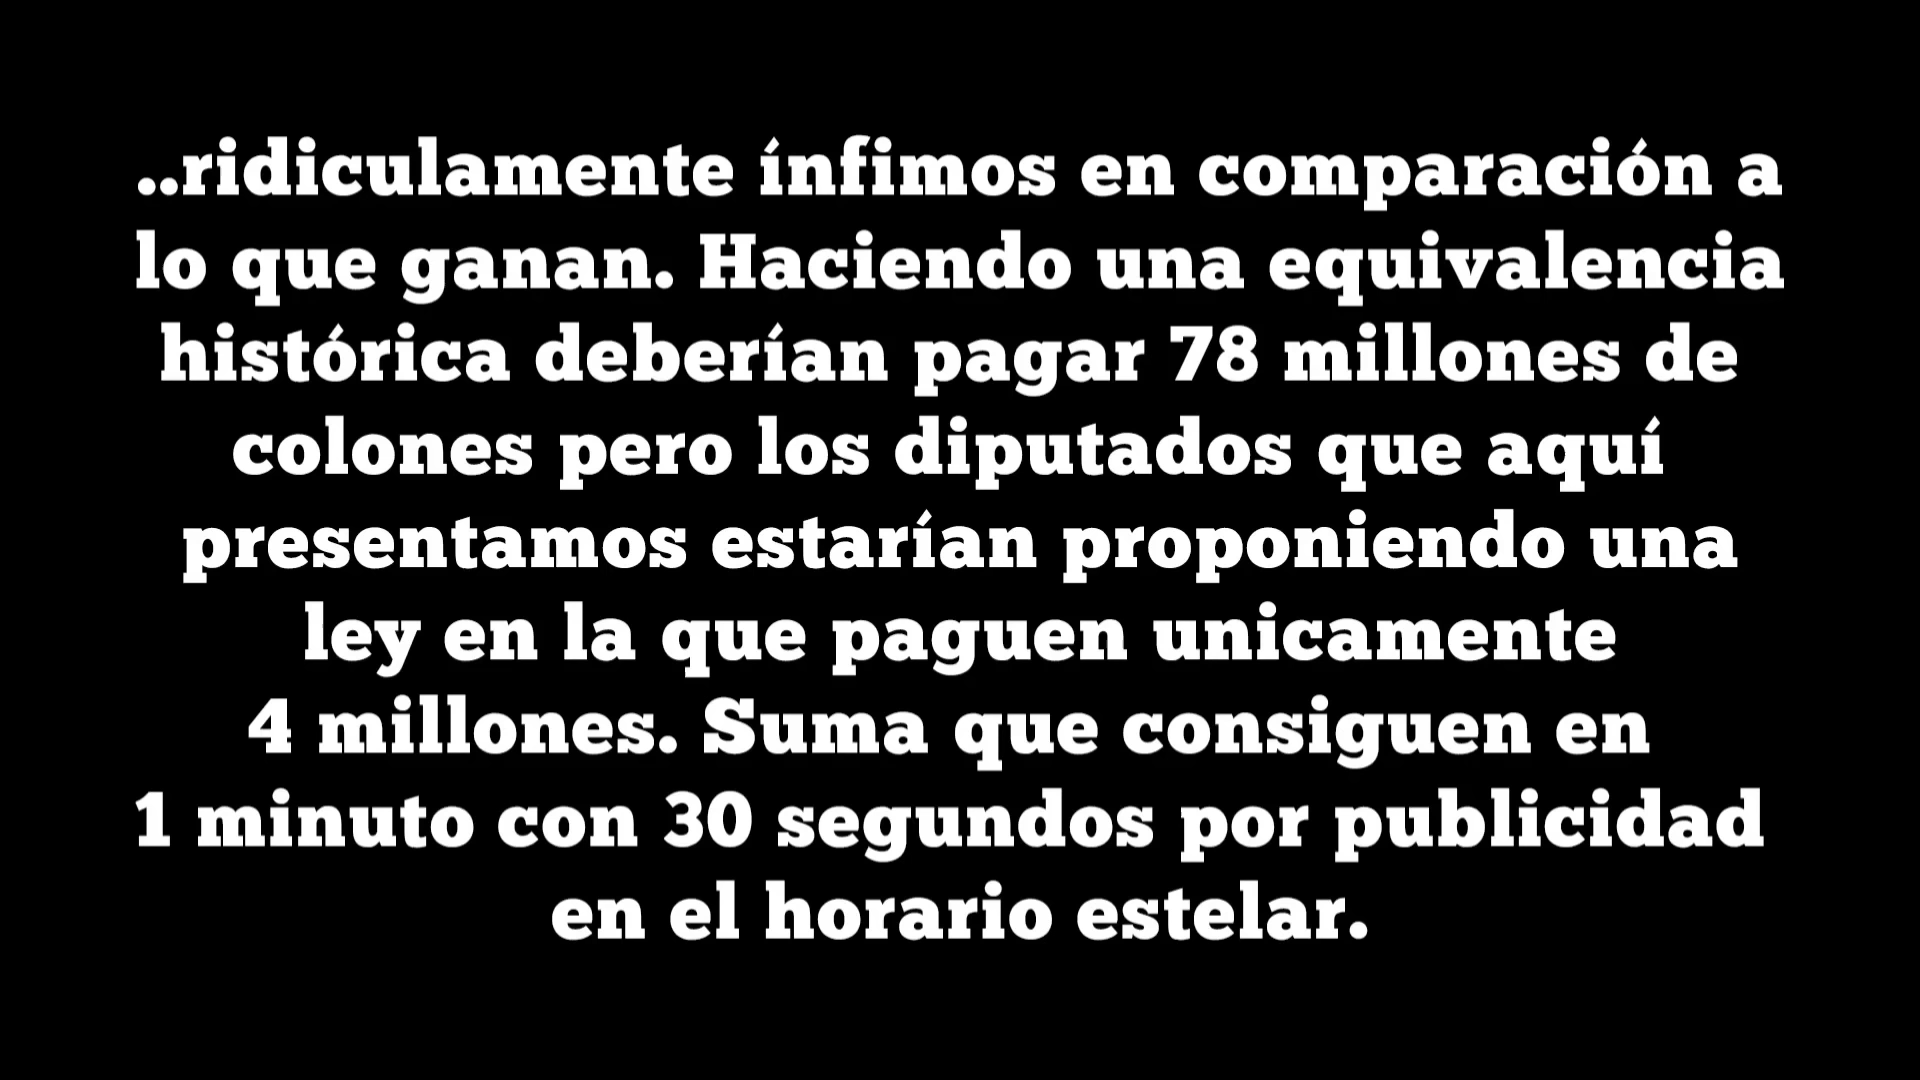 ..ridiculamente ínfimos en comparación a
lo que ganan. Haciendo una equivalencia
histórica deberían pagar 78 millones de
colones pero los diputados que aquí
presentamos estarían proponiendo una
ley en la que paguen unicamente
4 millones. Suma que consiguen en
1 minuto con 30 segundos por publicidad
en el horario estelar.